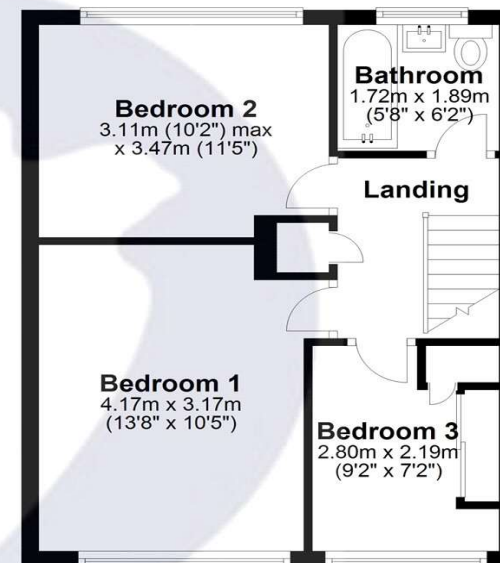 Bedroom 2
3.11m (10'2") max
x 3.47m (11'5")
Bathroom
1.72m x 1.89m
(5'8" x 6'2")
Landing
Bedroom 1
4.17m x 3.17m
(13'8" x 10'5")
Bedroom 3
2.80m x 2.19m
(9'2" x 7'2")